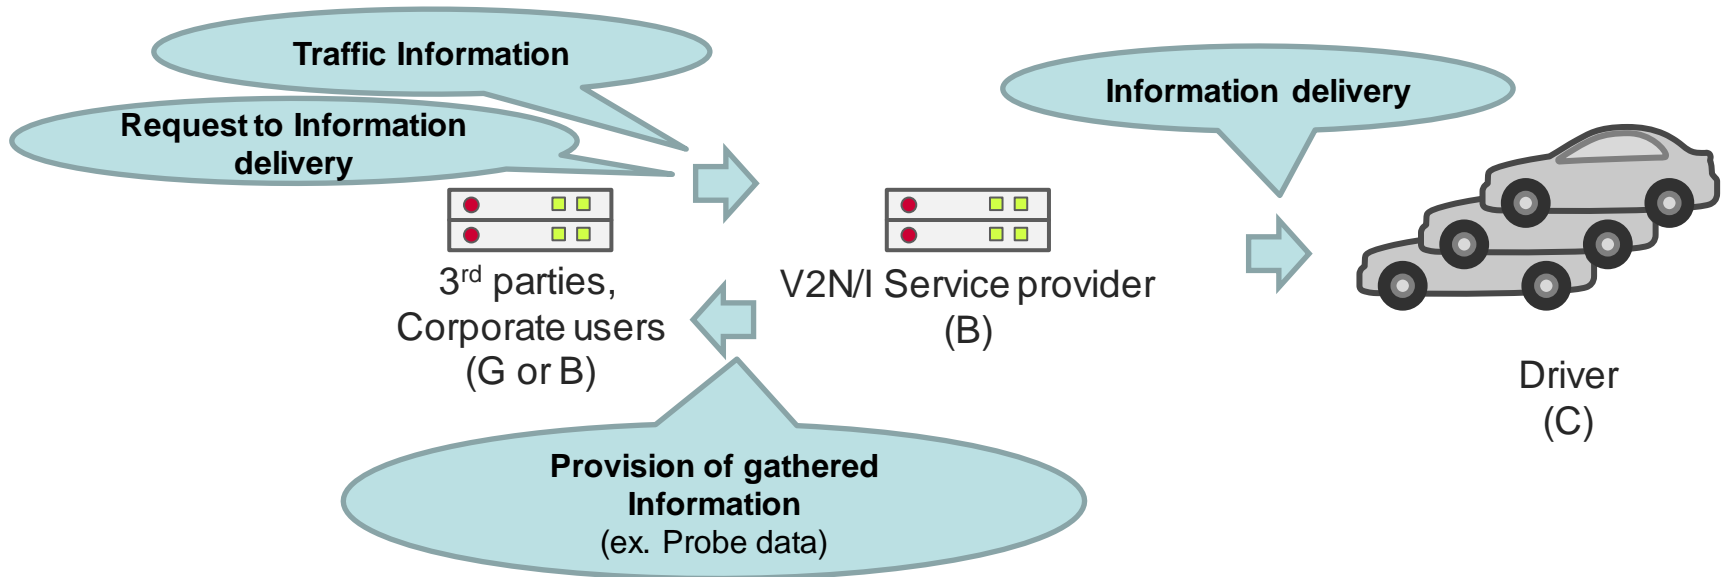 Traffic Information
Request to Information
delivery
Information delivery
3rd parties,
Corporate users
(G or B)
V2N/I Service provider
(B)
Driver
(C)
Provision of gathered
Information
(ex. Probe data)